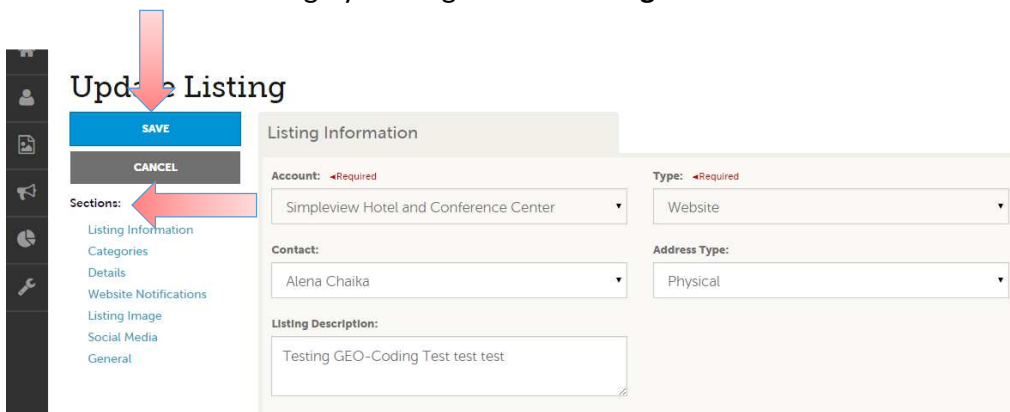 Update Listing
SAVE
CANCEL
Sections:
Listing Information
Categories
Details
Website Notifications
Listing Image
Social Media
General
Listing Information
Account: ◄Required
Simpleview Hotel and Conference Center
Type: ◄Required
Website
Contact:
Alena Chaika
Address Type:
Physical
Listing Description:
Testing GEO-Coding Test test test